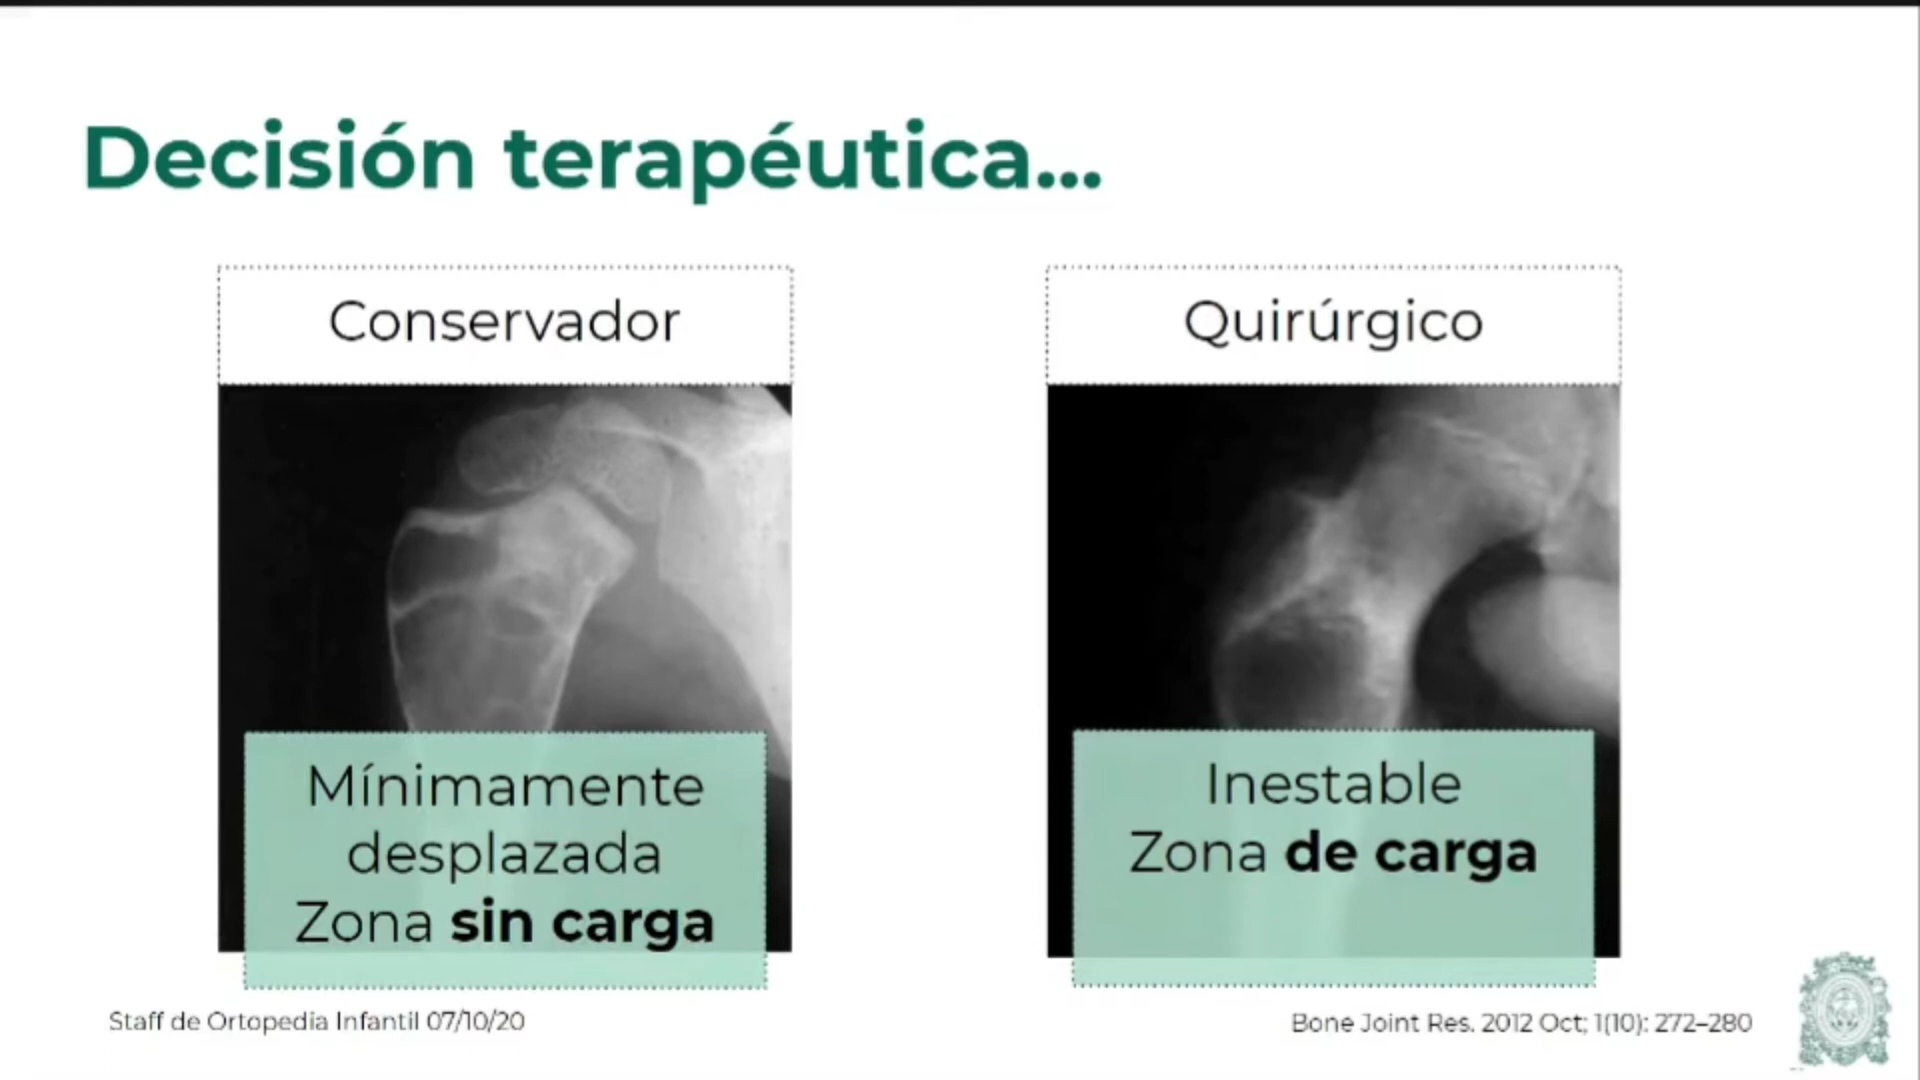 Decisión terapéutica...
Conservador
Mínimamente
desplazada
Zona sin carga
Quirúrgico
Inestable
Zona de carga
Staff de Ortopedia Infantil 07/10/20
Bone Joint Res. 2012 Oct; 1(10): 272–280